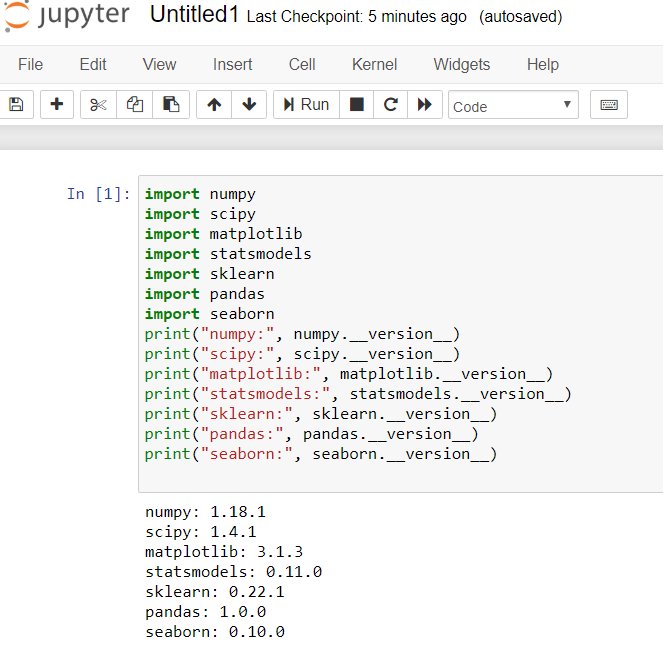 jupyter Untitled1 Last Checkpoint: 5 minutes ago (autosaved)
File Edit View Insert Cell Kernel Widgets Help
Run Code
In [1]: import numpy
import scipy
import matplotlib
import statsmodels
import sklearn
import pandas
import seaborn
print("numpy:", numpy.__version__)
print("scipy:", scipy.__version__)
print("matplotlib:", matplotlib.__version__)
print("statsmodels:", statsmodels.__version__)
print("sklearn:", sklearn.__version__)
print("pandas:", pandas.__version__)
print("seaborn:", seaborn.__version__)
numpy: 1.18.1
scipy: 1.4.1
matplotlib: 3.1.3
statsmodels: 0.11.0
sklearn: 0.22.1
pandas: 1.0.0
seaborn: 0.10.0